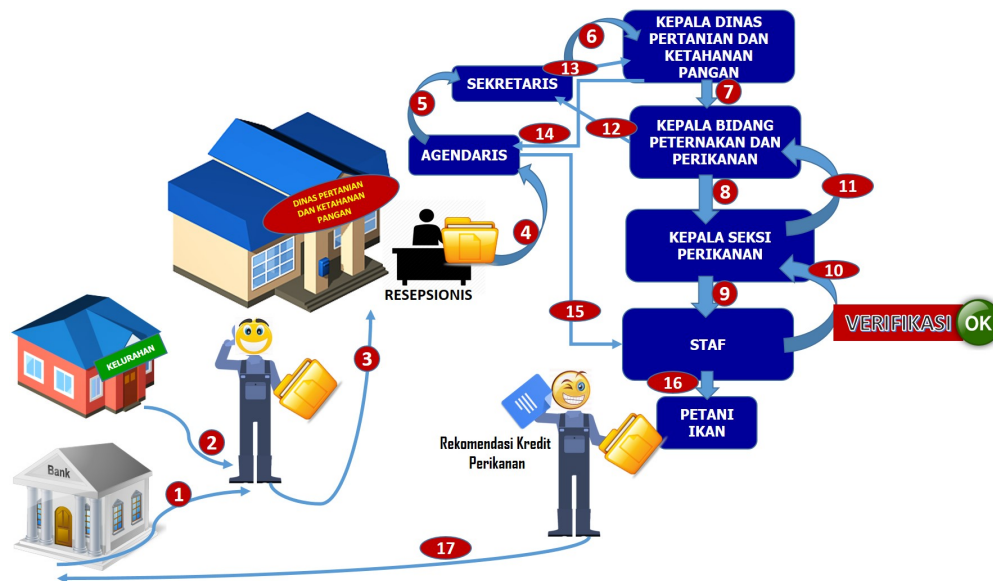 6
KEPALA DINAS
PERTANIAN DAN
KETAHANAN
PANGAN
13
SEKRETARIS
5
7
14
12
KEPALA BIDANG
PETERNAKAN DAN
PERIKANAN
AGENDARIS
DINAS PERTANIAN
DAN KETAHANAN
PANGAN
8
11
4
KEPALA SEKSI
PERIKANAN
10
RESEPSIONIS
9
15
VERIFIKASI
OK
STAF
KELURAHAN
3
16
PETANI
IKAN
Rekomendasi Kredit
Perikanan
2
Bank
1
17